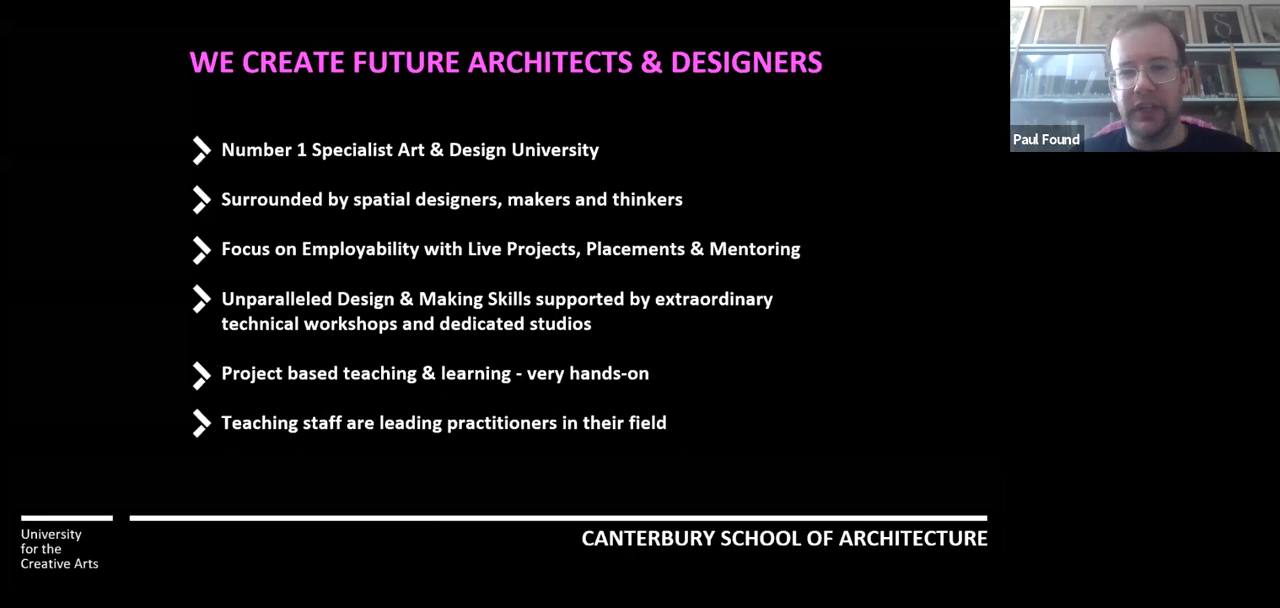 WE CREATE FUTURE ARCHITECTS & DESIGNERS
Number 1 Specialist Art & Design University
Surrounded by spatial designers, makers and thinkers
Focus on Employability with Live Projects, Placements & Mentoring
Unparalleled Design & Making Skills supported by extraordinary
technical workshops and dedicated studios
Project based teaching & learning - very hands-on
Teaching staff are leading practitioners in their field
University
for the
Creative Arts
CANTERBURY SCHOOL OF ARCHITECTURE
Paul Found